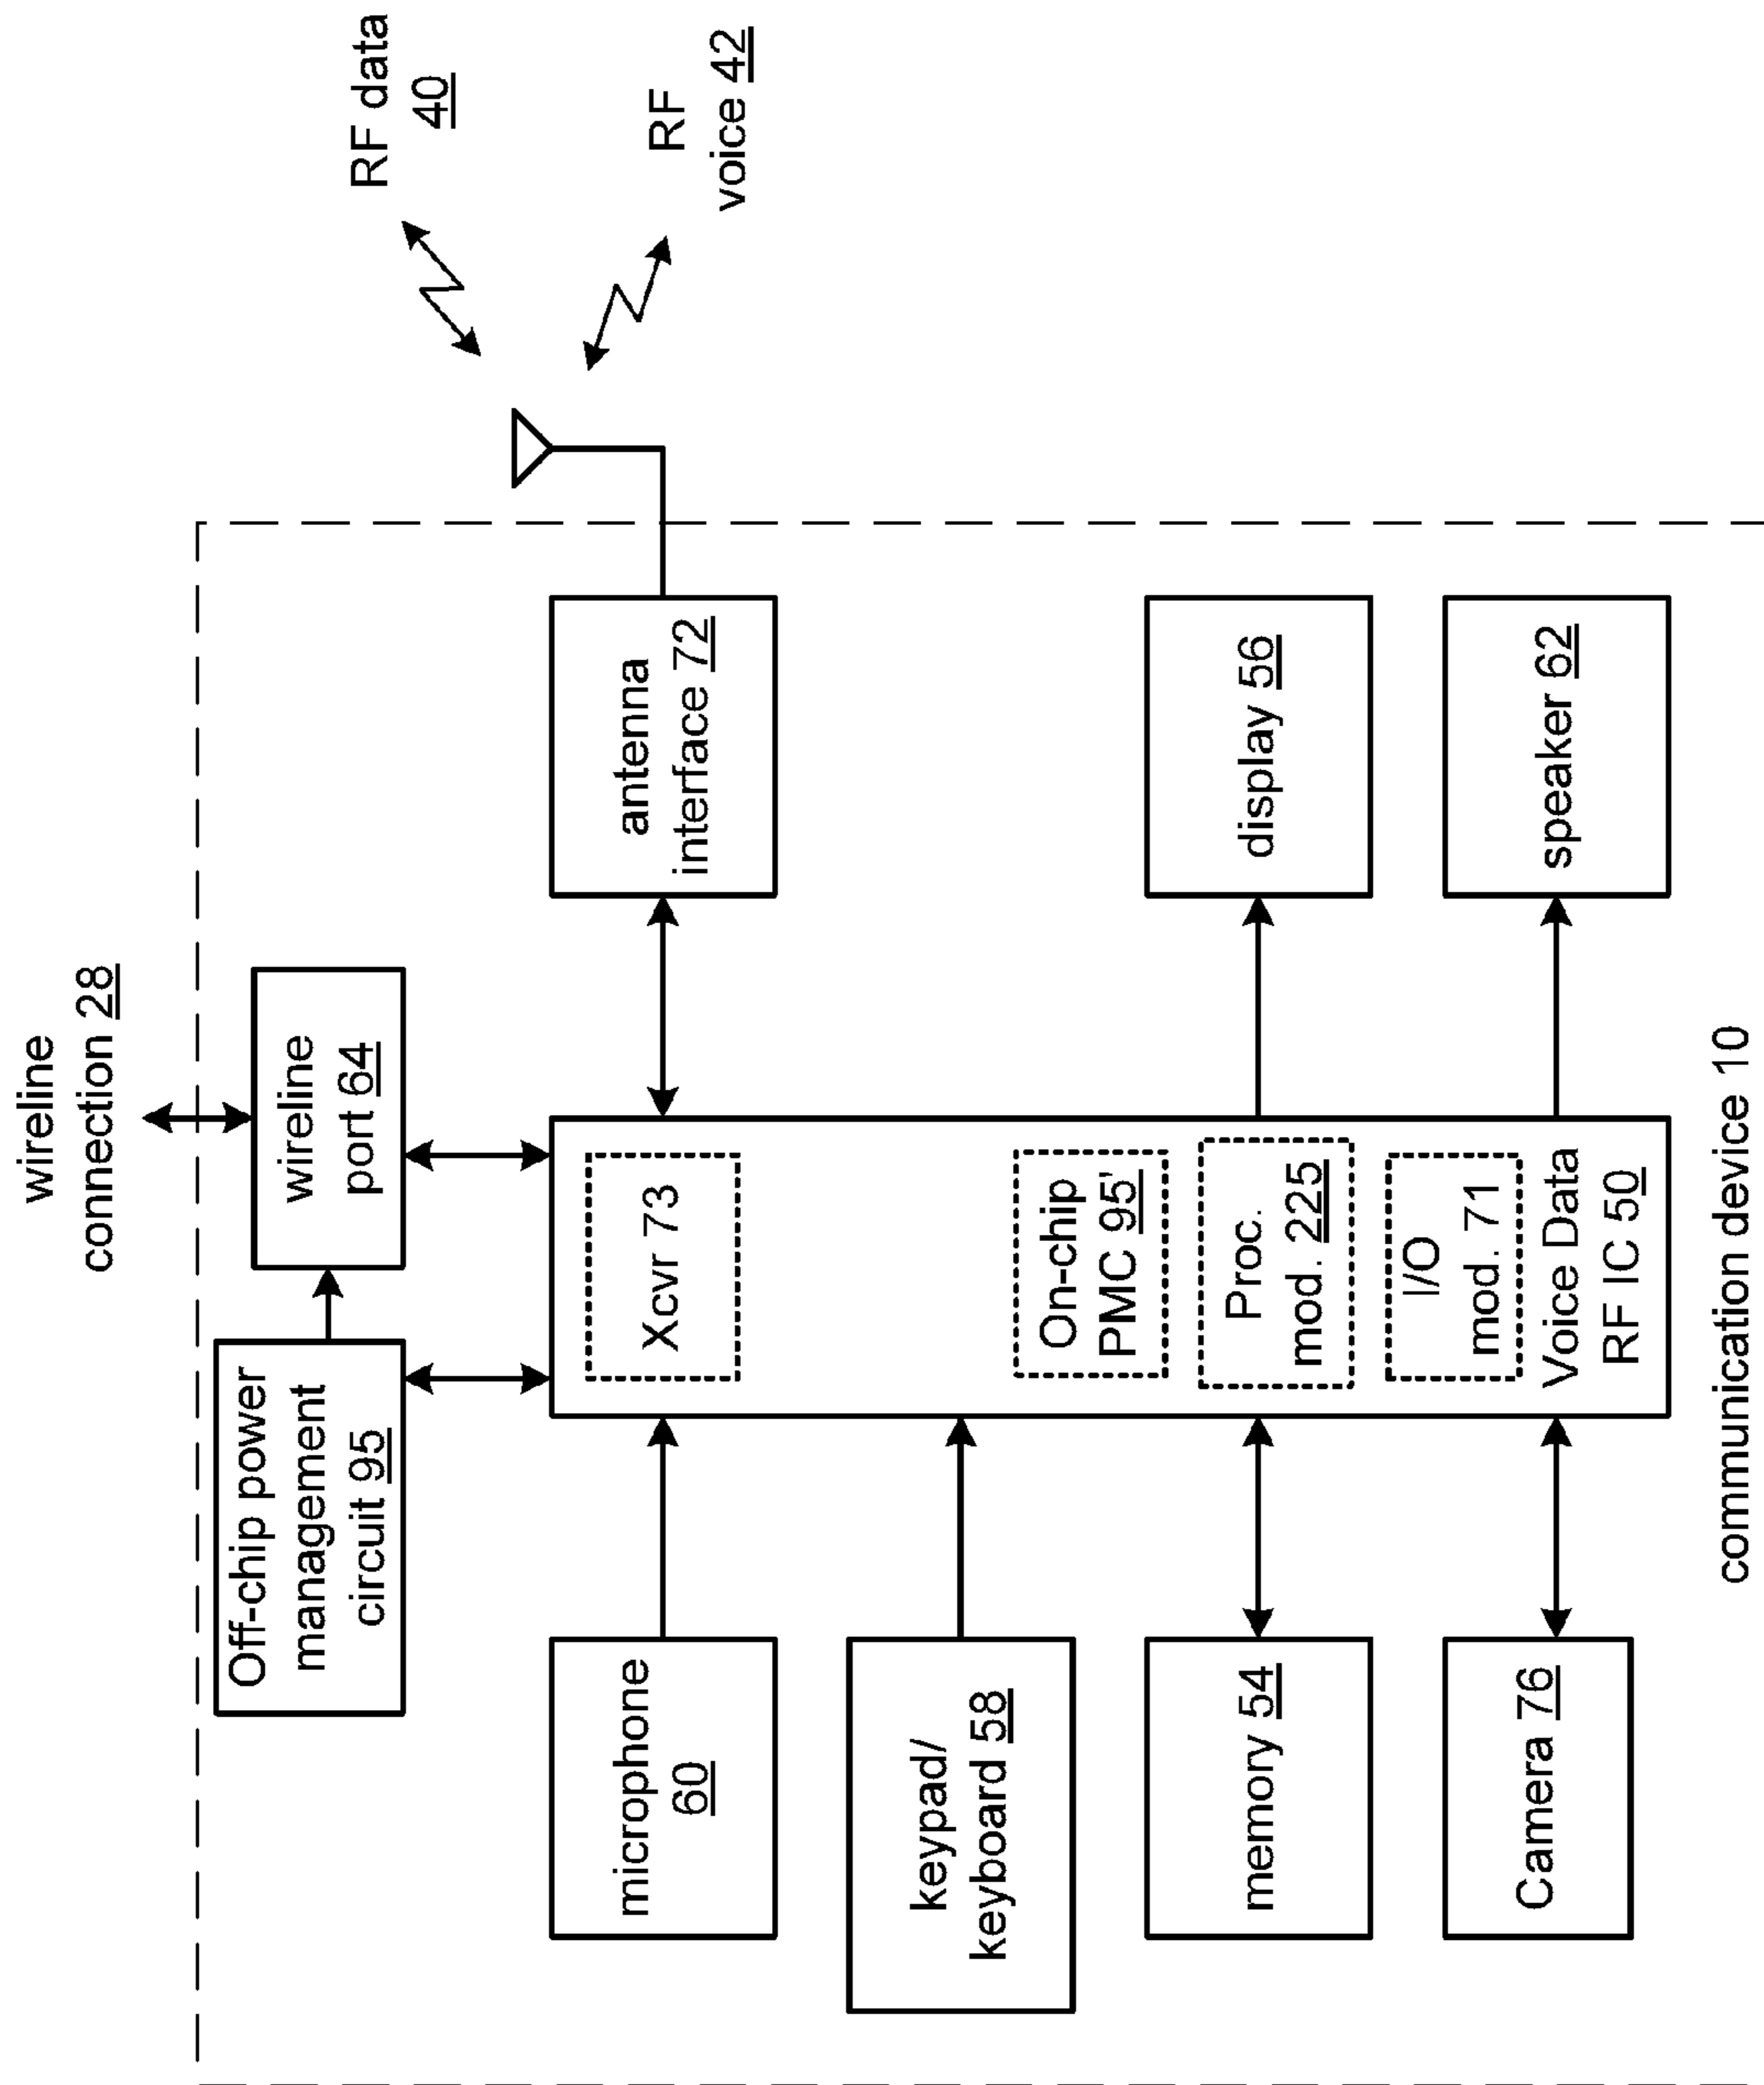 wireline
connection 28
RF data
40
RF
voice 42
Off-chip power
management
circuit 95
wireline
port 64
microphone
60
Xcvr 73
antenna
interface 72
keypad/
keyboard 58
On-chip
PMC 95'
memory 54
Proc.
mod. 225
display 56
Camera 76
I/O
mod. 71
Voice Data
RF IC 50
speaker 62
communication device 10